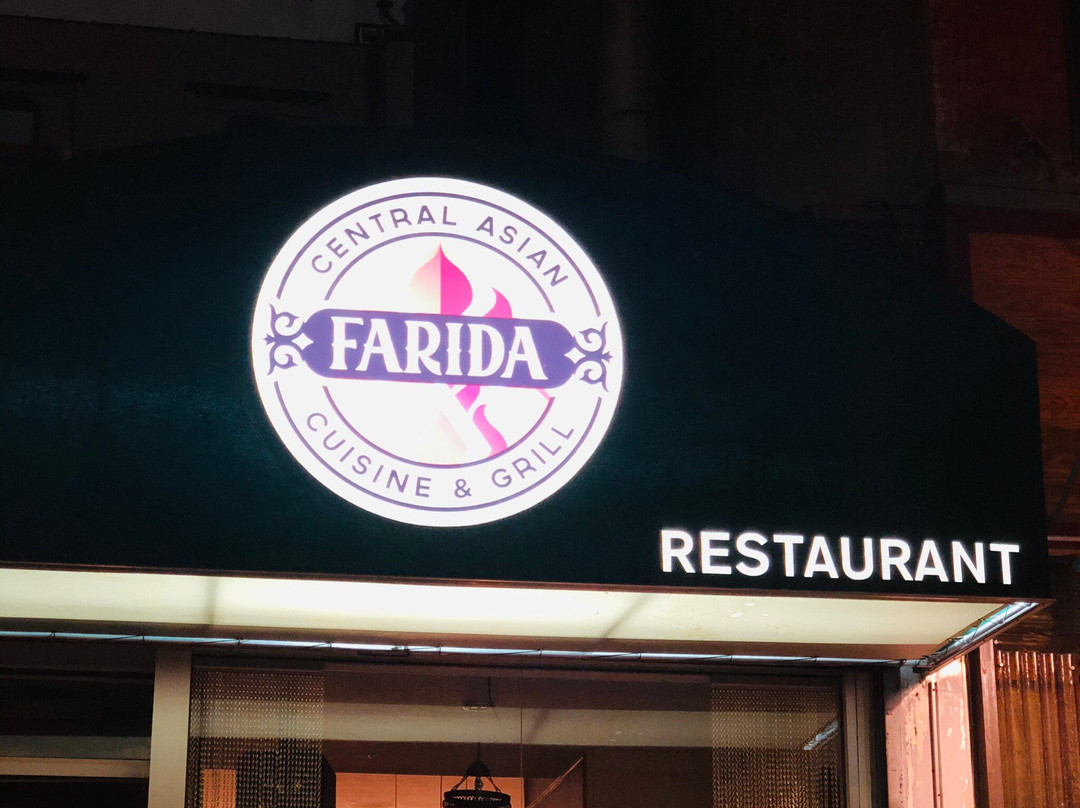 CENTRAL ASIAN
FARIDA
CUISINE & GRILL
RESTAURANT